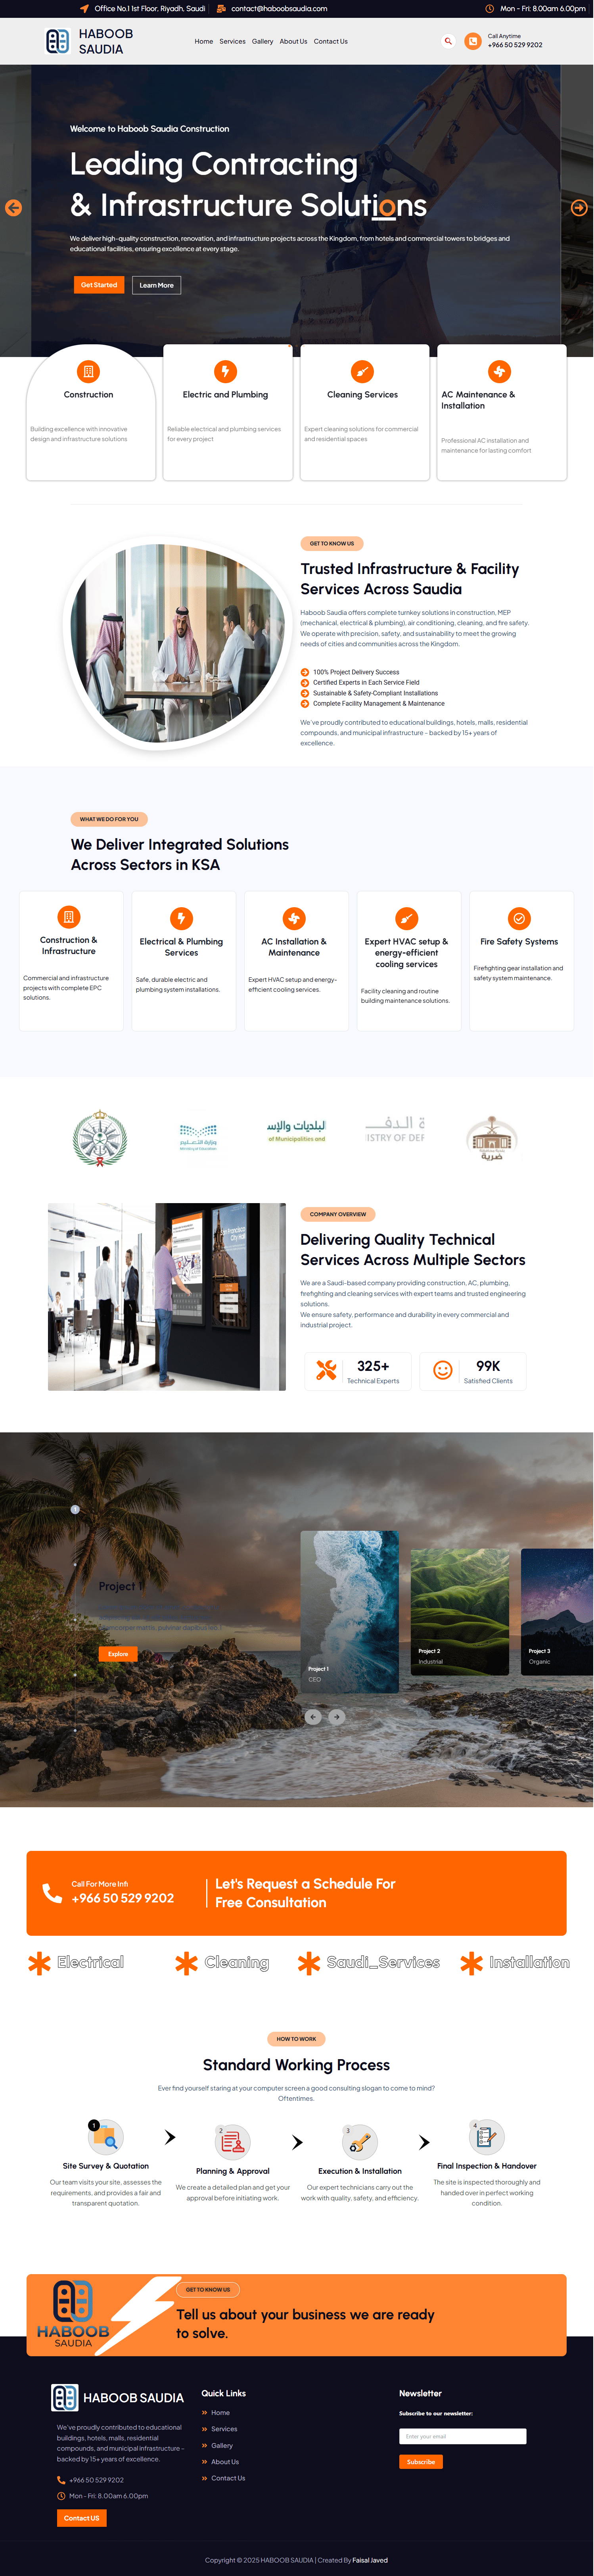 Office No.1 1st Floor, Riyadh, Saudi
contact@haboobsaudia.com
Mon - Fri: 8.00am 6.00pm
HABOOB
SAUDIA
Home
Services
Gallery
About Us
Contact Us
Call Anytime
+966 50 529 9202
Welcome to Haboob Saudia Construction
Leading Contracting
& Infrastructure Solutions
We deliver high-quality construction, renovation, and infrastructure projects across the Kingdom, from hotels and commercial towers to bridges and
educational facilities, ensuring excellence at every stage.
Get Started
Learn More
Construction
Building excellence with innovative
design and infrastructure solutions
Electric and Plumbing
Reliable electrical and plumbing services
for every project
Cleaning Services
Expert cleaning solutions for commercial
and residential spaces
AC Maintenance &
Installation
Professional AC installation and
maintenance for lasting comfort
GET TO KNOW US
Trusted Infrastructure & Facility
Services Across Saudia
Haboob Saudia offers complete turnkey solutions in construction, MEP
(mechanical, electrical & plumbing), air conditioning, cleaning, and fire safety.
We operate with precision, safety, and sustainability to meet the growing
needs of cities and communities across the Kingdom.
100% Project Delivery Success
Certified Experts in Each Service Field
Sustainable & Safety-Compliant Installations
Complete Facility Management & Maintenance
We've proudly contributed to educational buildings, hotels, malls, residential
compounds, and municipal infrastructure – backed by 15+ years of
excellence.
WHAT WE DO FOR YOU
We Deliver Integrated Solutions
Across Sectors in KSA
Construction &
Infrastructure
Commercial and infrastructure
projects with complete EPC
solutions.
Electrical & Plumbing
Services
Safe, durable electric and
plumbing system installations.
AC Installation &
Maintenance
Expert HVAC setup and energy-
efficient cooling services.
Expert HVAC setup &
energy-efficient
cooling services
Facility cleaning and routine
building maintenance solutions.
Fire Safety Systems
Firefighting gear installation and
safety system maintenance.
وزارة التعليم
Ministry of Education
البلديات والإس
of Municipalities and
ة الدفـ
ISTRY OF DEF
ضرية
COMPANY OVERVIEW
Delivering Quality Technical
Services Across Multiple Sectors
We are a Saudi-based company providing construction, AC, plumbing,
firefighting and cleaning services with expert teams and trusted engineering
solutions.
We ensure safety, performance and durability in every commercial and
industrial project.
325+
Technical Experts
99K
Satisfied Clients
1
Project 1
Explore
Project 1
CEO
Project 2
Industrial
Project 3
Organic
Call For More Infi
+966 50 529 9202
Let's Request a Schedule For
Free Consultation
Electrical
Cleaning
Saudi_Services
Installation
HOW TO WORK
Standard Working Process
Ever find yourself staring at your computer screen a good consulting slogan to come to mind?
Oftentimes.
1
Site Survey & Quotation
Our team visits your site, assesses the
requirements, and provides a fair and
transparent quotation.
2
Planning & Approval
We create a detailed plan and get your
approval before initiating work.
3
Execution & Installation
Our expert technicians carry out the
work with quality, safety, and efficiency.
4
Final Inspection & Handover
The site is inspected thoroughly and
handed over in perfect working
condition.
HABOOB
SAUDIA
GET TO KNOW US
Tell us about your business we are ready
to solve.
HABOOB SAUDIA
We've proudly contributed to educational
buildings, hotels, malls, residential
compounds, and municipal infrastructure –
backed by 15+ years of excellence.
+966 50 529 9202
Mon - Fri: 8.00am 6.00pm
Contact US
Quick Links
Home
Services
Gallery
About Us
Contact Us
Newsletter
Subscribe to our newsletter:
Enter your email
Subscribe
Copyright © 2025 HABOOB SAUDIA | Created By Faisal Javed